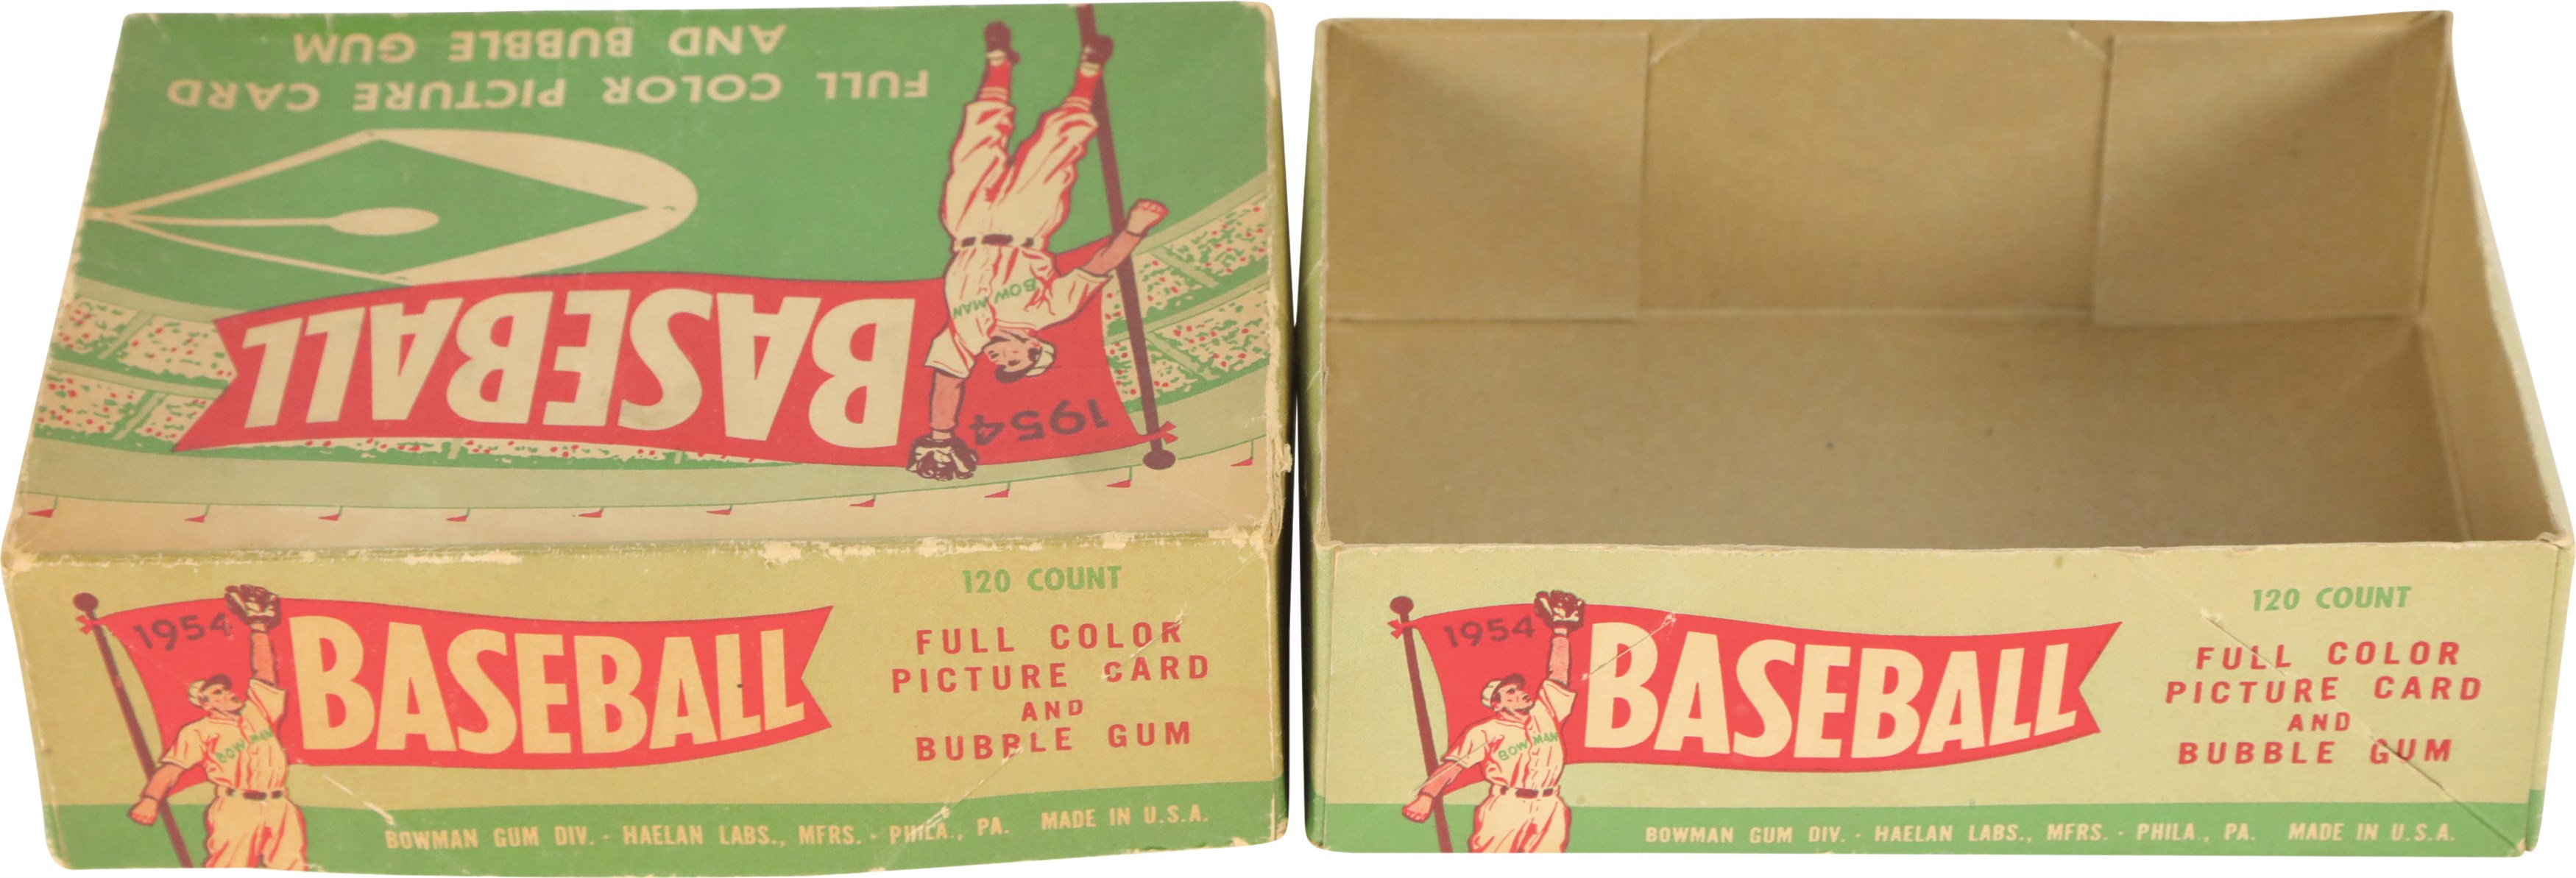 FULL COLOR PICTURE CARD
AND BUBBLE GUM
BOWMAN
BASEBALL
1954
120 COUNT
1954
BASEBALL
FULL COLOR
PICTURE CARD
AND
BUBBLE GUM
BOWMAN
BOWMAN GUM DIV. - HAELAN LABS., MFRS. - PHILA., PA. MADE IN U.S.A.
120 COUNT
1954
BASEBALL
FULL COLOR
PICTURE CARD
AND
BUBBLE GUM
BOWMAN
BOWMAN GUM DIV. - HAELAN LABS., MFRS. - PHILA., PA. MADE IN U.S.A.